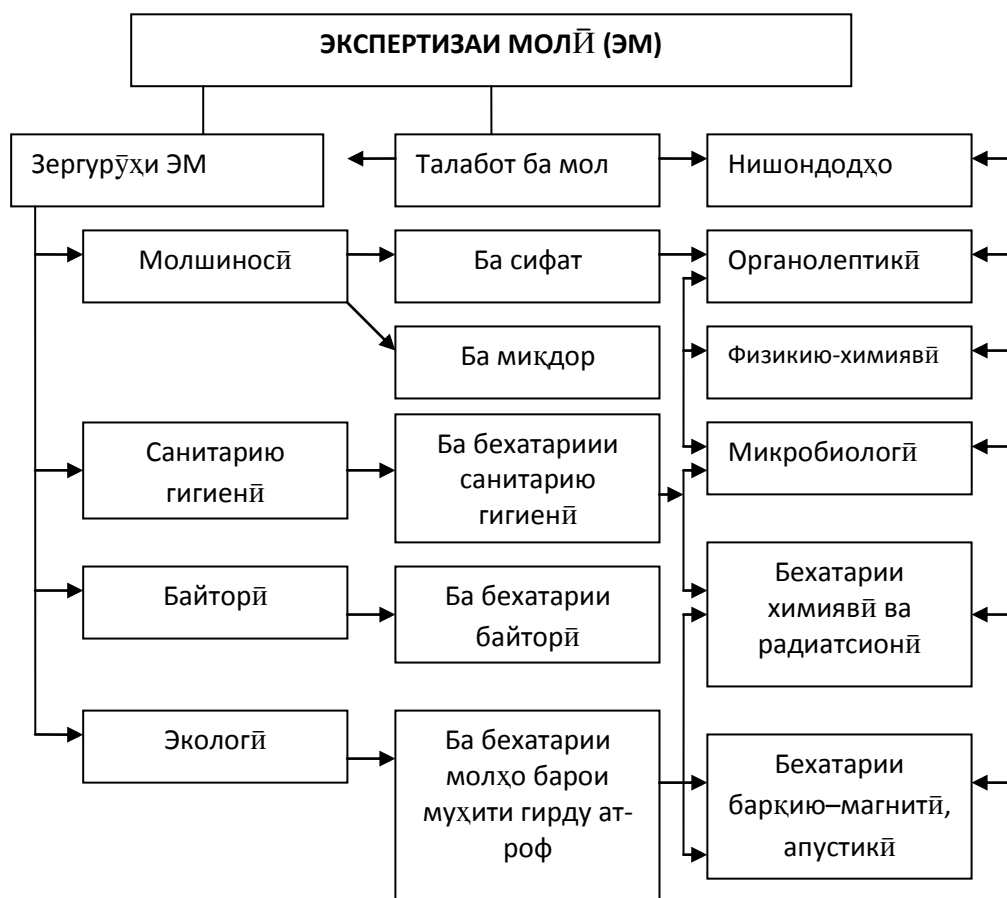 ЭКСПЕРТИЗАИ МОЛӢ (ЭМ)
Зергурӯҳи ЭМ
Талабот ба мол
Нишондодҳо
Молшиносӣ
Ба сифат
Органолептикӣ
Ба миқдор
Физикию-химиявӣ
Санитарию
гигиенӣ
Ба бехатариии
санитарию
гигиенӣ
Микробиологӣ
Байторӣ
Ба бехатарии
байторӣ
Бехатарии
химиявӣ ва
радиатсионӣ
Экологӣ
Ба бехатарии
молҳо барои
муҳити гирду ат-
роф
Бехатарии
барқию–магнитӣ,
апустикӣ